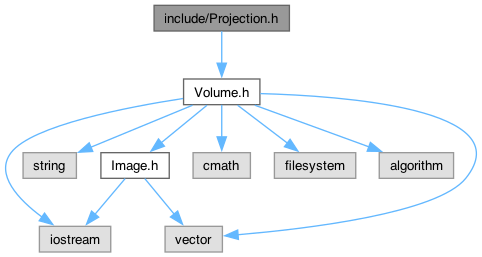 include/Projection.h
Volume.h
string
Image.h
cmath
filesystem
algorithm
iostream
vector